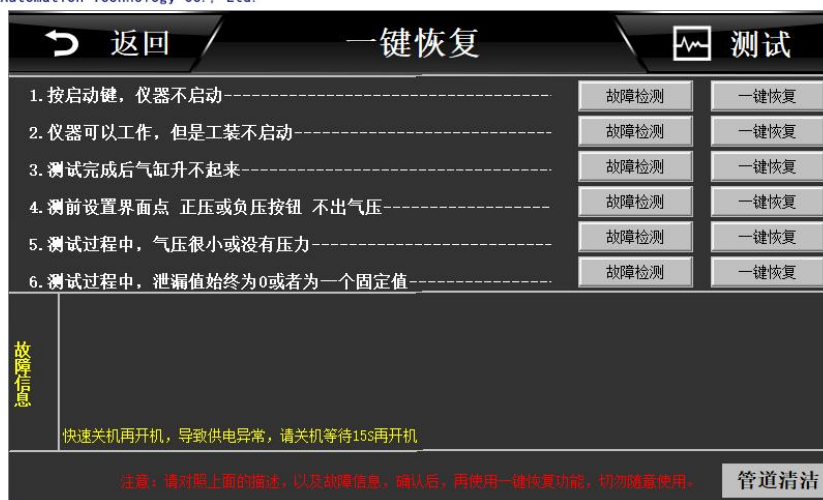 Automation Technology Co., Ltd.
返回 一键恢复 测试
1.按启动键，仪器不启动----------------------------------- 故障检测 一键恢复
2.仪器可以工作，但是工装不启动---------------------------- 故障检测 一键恢复
3.测试完成后气缸升不起来--------------------------------- 故障检测 一键恢复
4.测前设置界面点 正压或负压按钮 不出气压------------------ 故障检测 一键恢复
5.测试过程中，气压很小或没有压力-------------------------- 故障检测 一键恢复
6.测试过程中，泄漏值始终为0或者为一个固定值--------------- 故障检测 一键恢复
故障信息
快速关机再开机，导致供电异常，请关机等待15S再开机
注意：请对照上面的描述，以及故障信息，确认后，再使用一键恢复功能，切勿随意使用。
管道清洁